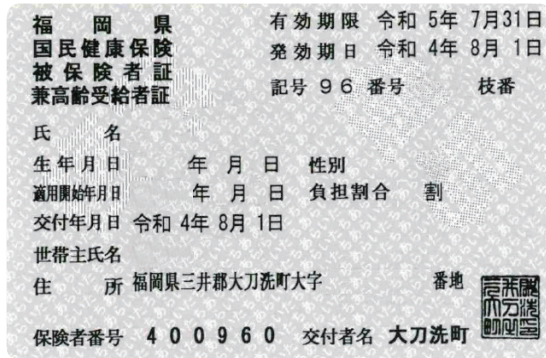 福岡県
国民健康保険
被保険者証
兼高齢受給者証
有効期限 令和 5年 7月31日
発効期日 令和 4年 8月 1日
記号 96 番号 枝番
氏名
生年月日 年 月 日 性別
適用開始年月日 年 月 日 負担割合 割
交付年月日 令和 4年 8月 1日
世帯主氏名
住所 福岡県三井郡大刀洗町大字 番地
保険者番号 400960 交付者名 大刀洗町